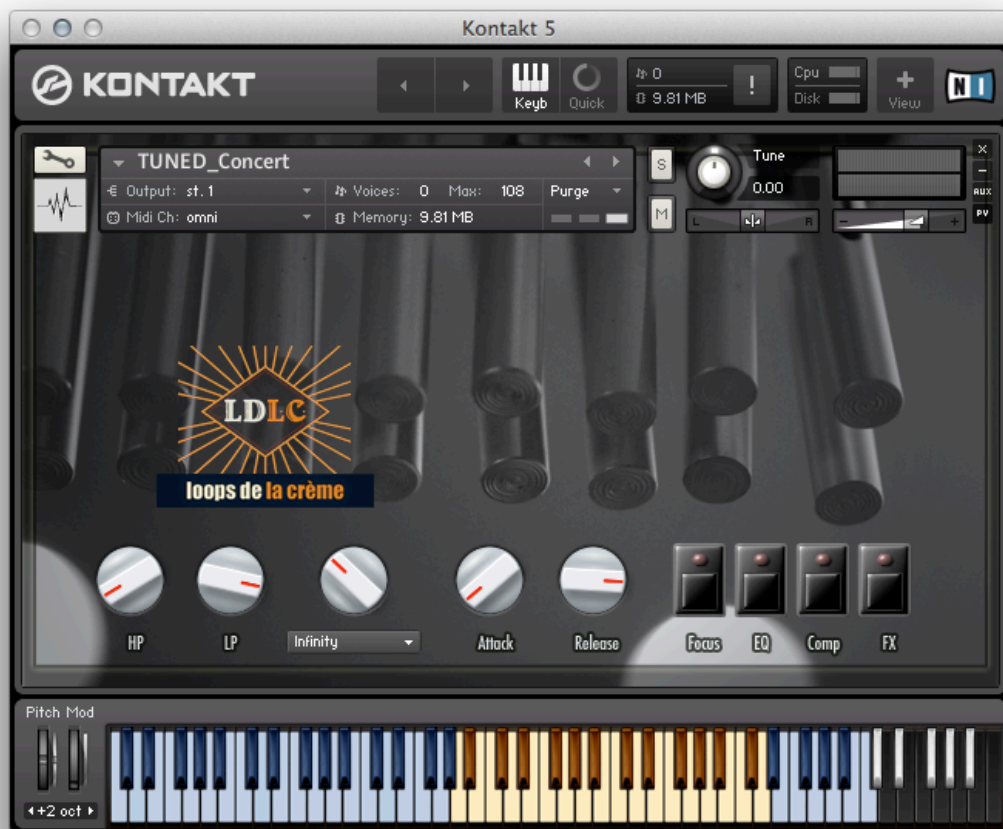 Kontakt 5
KONTAKT
Keyb
Quick
0
9.81 MB
!
Cpu
Disk
View
NI
TUNED_Concert
Output: st. 1
Voices: 0 Max: 108
Purge
Midi Ch: omni
Memory: 9.81 MB
S
M
Tune
0.00
L
R
AUX
PV
LDLC
loops de la crème
HP
LP
Infinity
Attack
Release
Focus
EQ
Comp
FX
Pitch Mod
+2 oct